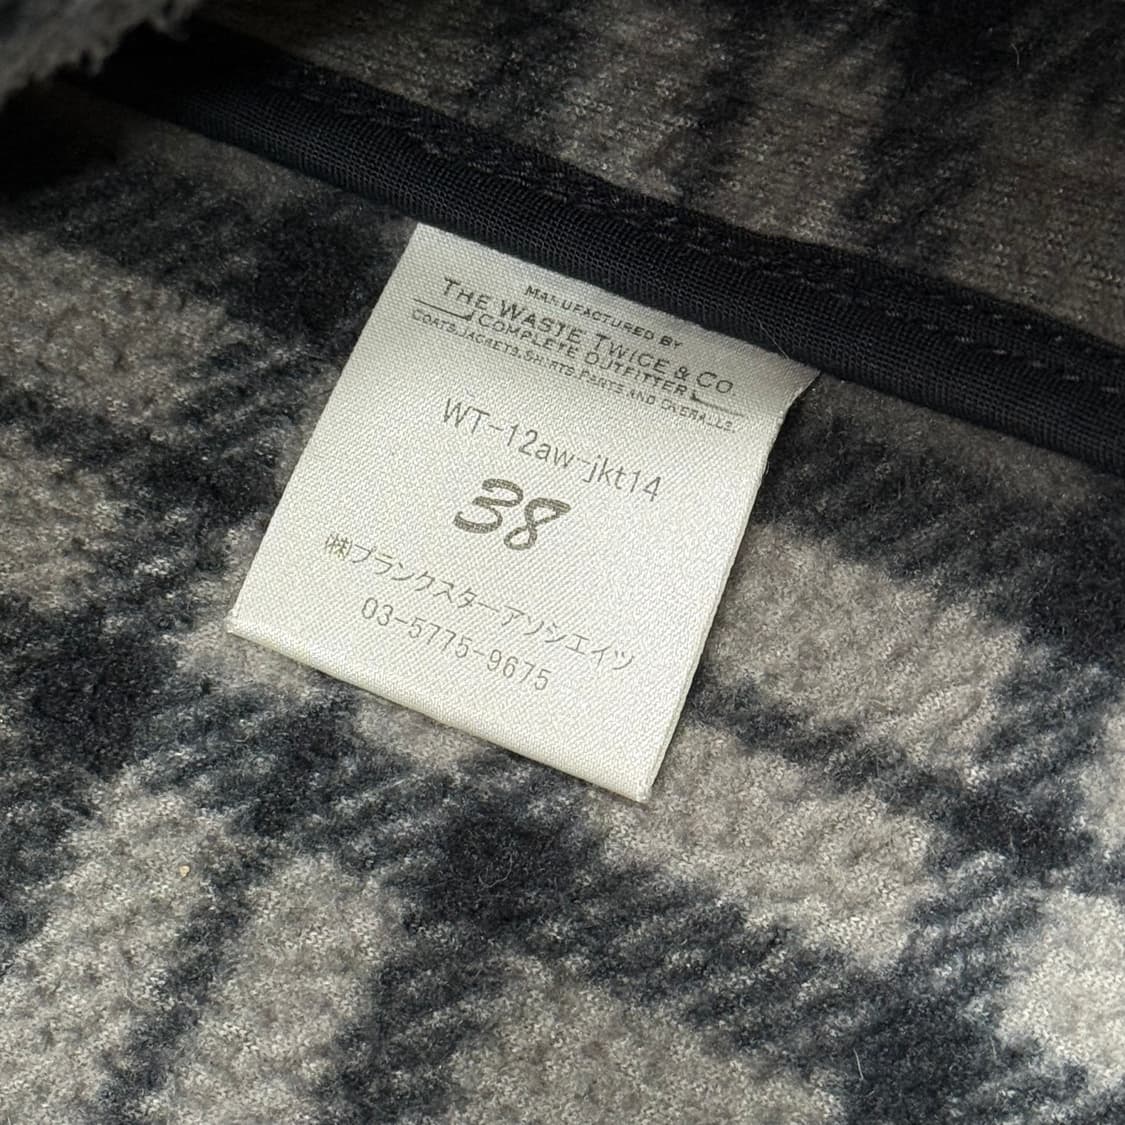 MANUFACTURED BY
THE WASTE TWICE & CO.
COMPLETE OUTFITTER
COATS, JACKETS, SHIRTS, PANTS AND OVERALLS.
WT-12aw-jkt14
38
㈱ブランクスターアソシエイツ
03-5775-9675